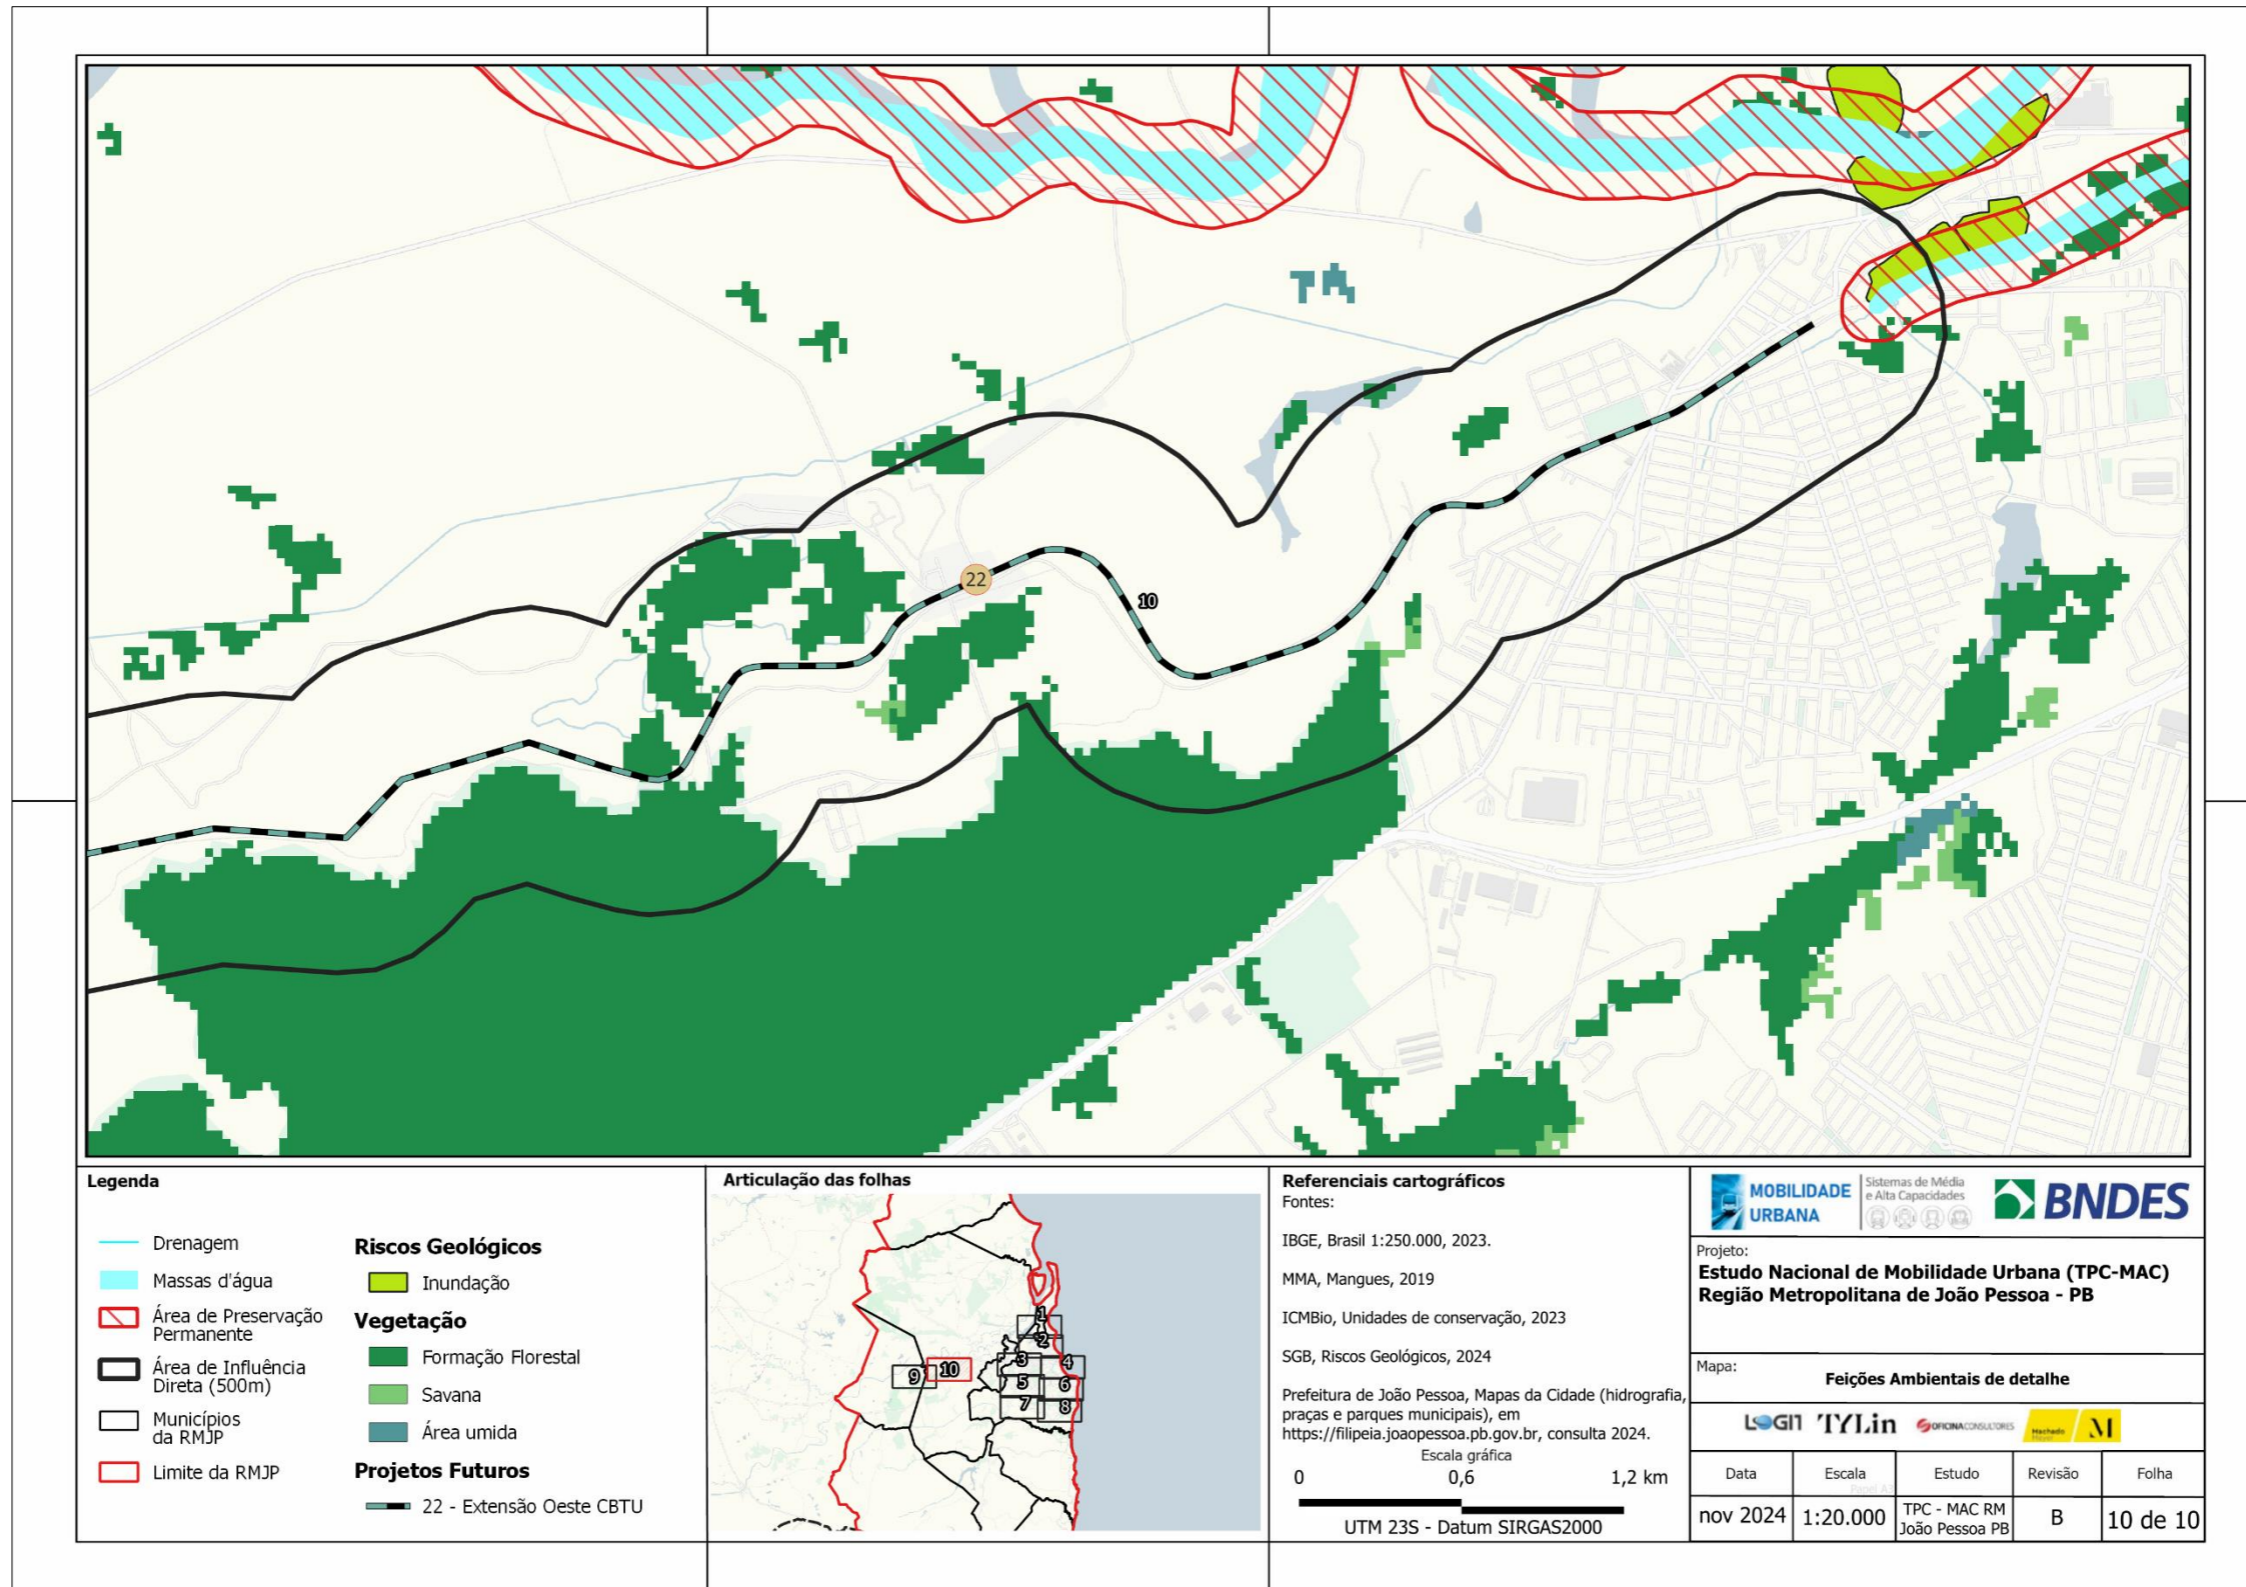 22
10
Legenda
Drenagem
Massas d'água
Área de Preservação
Permanente
Área de Influência
Direta (500m)
Municípios
da RMJP
Limite da RMJP
Riscos Geológicos
Inundação
Vegetação
Formação Florestal
Savana
Área umida
Projetos Futuros
22 - Extensão Oeste CBTU
Articulação das folhas
1
2
3
4
5
6
7
8
9
10
Referenciais cartográficos
Fontes:
IBGE, Brasil 1:250.000, 2023.
MMA, Mangues, 2019
ICMBio, Unidades de conservação, 2023
SGB, Riscos Geológicos, 2024
Prefeitura de João Pessoa, Mapas da Cidade (hidrografia,
praças e parques municipais), em
https://filipeia.joaopessoa.pb.gov.br, consulta 2024.
Escala gráfica
0 0,6 1,2 km
UTM 23S - Datum SIRGAS2000
MOBILIDADE
URBANA
Sistemas de Média
e Alta Capacidades
BNDES
Projeto:
Estudo Nacional de Mobilidade Urbana (TPC-MAC)
Região Metropolitana de João Pessoa - PB
Mapa:
Feições Ambientais de detalhe
LOGIT TYLin OFICINA CONSULTORES Machado Meyer M
Data Escala Estudo Revisão Folha
Papel A3
nov 2024 1:20.000 TPC - MAC RM
João Pessoa PB B 10 de 10